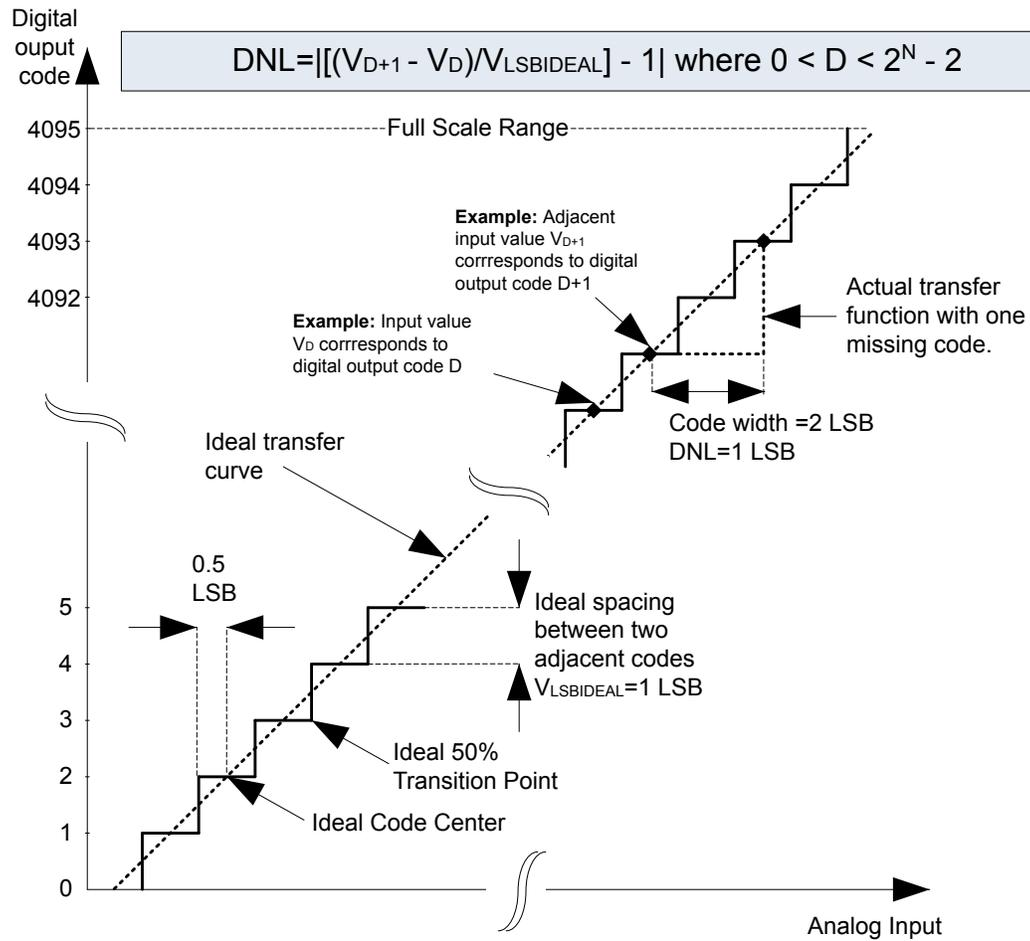 Digital
ouput
code
DNL=|[(VD+1 - VD)/VLSBIDEAL] - 1| where 0 < D < 2^N - 2
4095
Full Scale Range
4094
4093
4092
Example: Adjacent
input value VD+1
corrresponds to digital
output code D+1
Example: Input value
VD corrresponds to
digital output code D
Actual transfer
function with one
missing code.
Code width =2 LSB
DNL=1 LSB
Ideal transfer
curve
0.5
LSB
5
4
3
2
1
0
Ideal spacing
between two
adjacent codes
VLSBIDEAL=1 LSB
Ideal 50%
Transition Point
Ideal Code Center
Analog Input